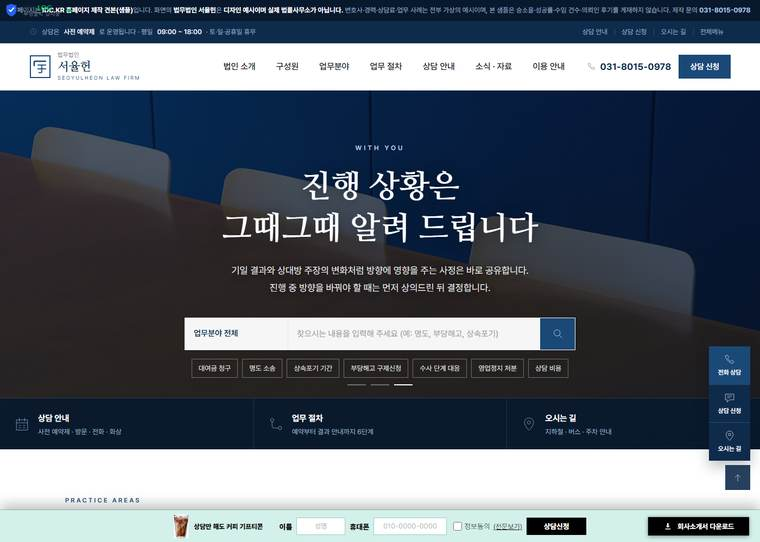 10C.KR 홈페이지 제작 견본(샘플)입니다. 화면의 법무법인 서율헌은 디자인 예시이며 실제 법률사무소가 아닙니다. 변호사·경력·상담료·업무 사례는 전부 가상의 예시이며, 본 샘플은 승소율·성공률·수임 건수·의뢰인 후기를 게재하지 않습니다. 제작 문의 031-8015-0978
상담은 사전 예약제로 운영됩니다 · 평일 09:00 ~ 18:00 · 토·일·공휴일 휴무
상담 안내 | 상담 신청 | 오시는 길 | 전체메뉴
법무법인
서율헌
SEOYULHEON LAW FIRM
법인 소개 구성원 업무분야 업무 절차 상담 안내 소식 · 자료 이용 안내 031-8015-0978 상담 신청
WITH YOU
진행 상황은
그때그때 알려 드립니다
기일 결과와 상대방 주장의 변화처럼 방향에 영향을 주는 사정은 바로 공유합니다.
진행 중 방향을 바꿔야 할 때는 먼저 상의드린 뒤 결정합니다.
업무분야 전체 찾으시는 내용을 입력해 주세요 (예: 명도, 부당해고, 상속포기)
대여금 청구 명도 소송 상속포기 기간 부당해고 구제신청 수사 단계 대응 영업정지 처분 상담 비용
전화 상담
상담 신청
오시는 길
상담 안내
사전 예약제 · 방문 · 전화 · 화상
업무 절차
예약부터 결과 안내까지 6단계
오시는 길
지하철 · 버스 · 주차 안내
PRACTICE AREAS
상담만 해도 커피 기프티콘 이름 성명 휴대폰 010-0000-0000 정보동의 (전문보기) 상담신청 회사소개서 다운로드